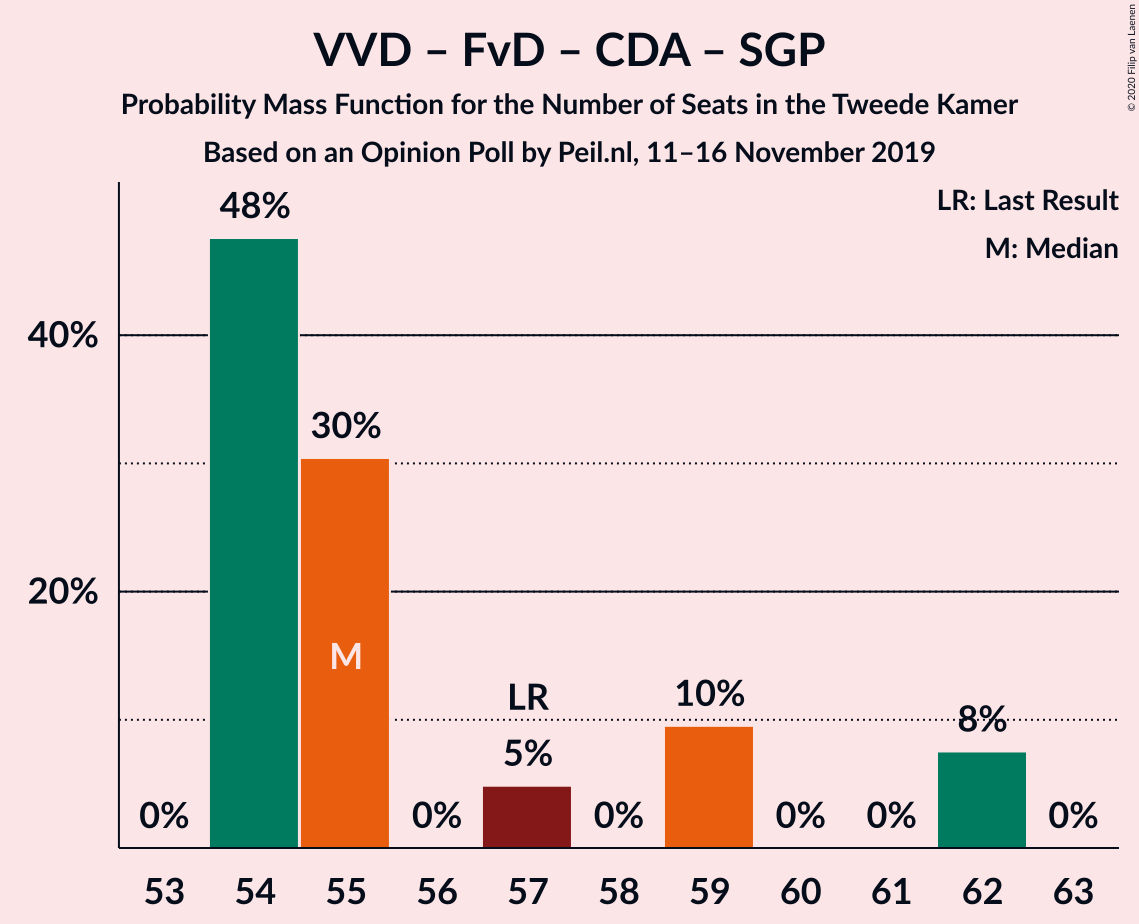 VVD – FvD – CDA – SGP
Probability Mass Function for the Number of Seats in the Tweede Kamer
Based on an Opinion Poll by Peil.nl, 11–16 November 2019
© 2020 Filip van Laenen
LR: Last Result
M: Median
48%
40%
30%
20%
M
LR
10%
8%
5%
0% 0% 0% 0% 0% 0%
53 54 55 56 57 58 59 60 61 62 63